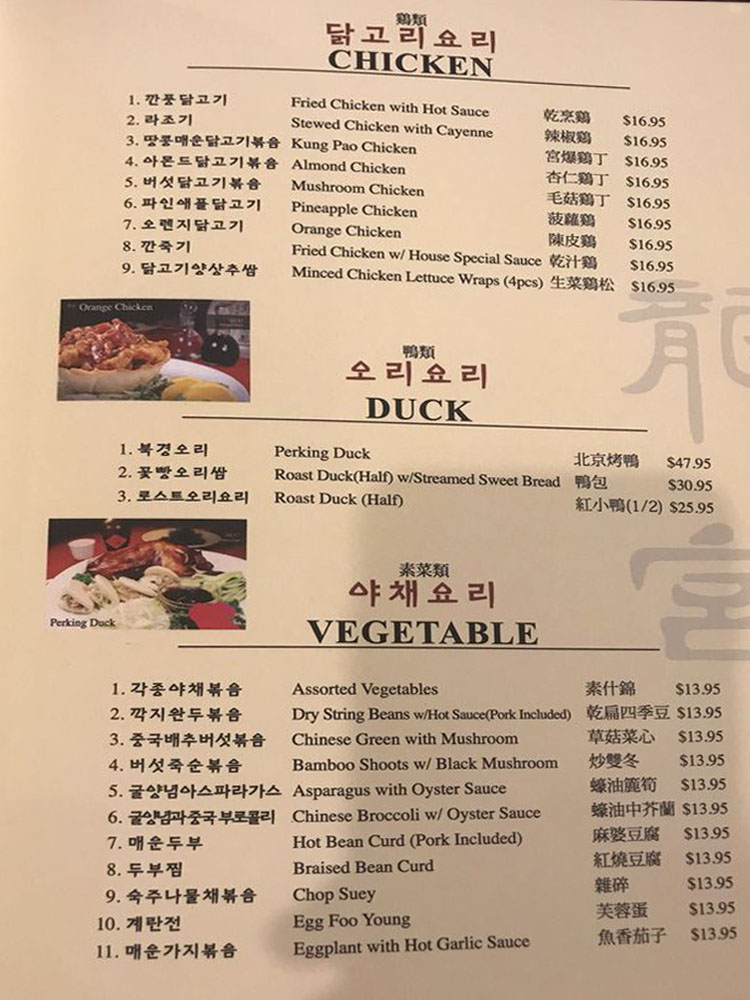 鷄類
닭고리요리
CHICKEN
1. 깐풍닭고기 Fried Chicken with Hot Sauce 乾烹鷄 $16.95
2. 라조기 Stewed Chicken with Cayenne 辣椒鷄 $16.95
3. 땅콩매운닭고기볶음 Kung Pao Chicken 宮爆鷄丁 $16.95
4. 아몬드닭고기볶음 Almond Chicken 杏仁鷄丁 $16.95
5. 버섯닭고기볶음 Mushroom Chicken 毛菇鷄丁 $16.95
6. 파인애플닭고기 Pineapple Chicken 菠蘿鷄 $16.95
7. 오렌지닭고기 Orange Chicken 陳皮鷄 $16.95
8. 깐죽기 Fried Chicken w/ House Special Sauce 乾汁鷄 $16.95
9. 닭고기양상추쌈 Minced Chicken Lettuce Wraps (4pcs) 生菜鷄松 $16.95
Orange Chicken
鴨類
오리요리
DUCK
1. 북경오리 Perking Duck 北京烤鴨 $47.95
2. 꽃빵오리쌈 Roast Duck(Half) w/Streamed Sweet Bread 鴨包 $30.95
3. 로스트오리요리 Roast Duck (Half) 紅小鴨(1/2) $25.95
Perking Duck
龍宮
素菜類
야채요리
VEGETABLE
1. 각종야채볶음 Assorted Vegetables 素什錦 $13.95
2. 깍지완두볶음 Dry String Beans w/Hot Sauce(Pork Included) 乾扁四季豆 $13.95
3. 중국배추버섯볶음 Chinese Green with Mushroom 草菇菜心 $13.95
4. 버섯죽순볶음 Bamboo Shoots w/ Black Mushroom 炒雙冬 $13.95
5. 굴양념아스파라가스 Asparagus with Oyster Sauce 蠔油箢筍 $13.95
6. 굴양념과중국부로콜리 Chinese Broccoli w/ Oyster Sauce 蠔油中芥蘭 $13.95
7. 매운두부 Hot Bean Curd (Pork Included) 麻婆豆腐 $13.95
8. 두부찜 Braised Bean Curd 紅燒豆腐 $13.95
9. 숙주나물채볶음 Chop Suey 雜碎 $13.95
10. 계란전 Egg Foo Young 芙蓉蛋 $13.95
11. 매운가지볶음 Eggplant with Hot Garlic Sauce 魚香茄子 $13.95